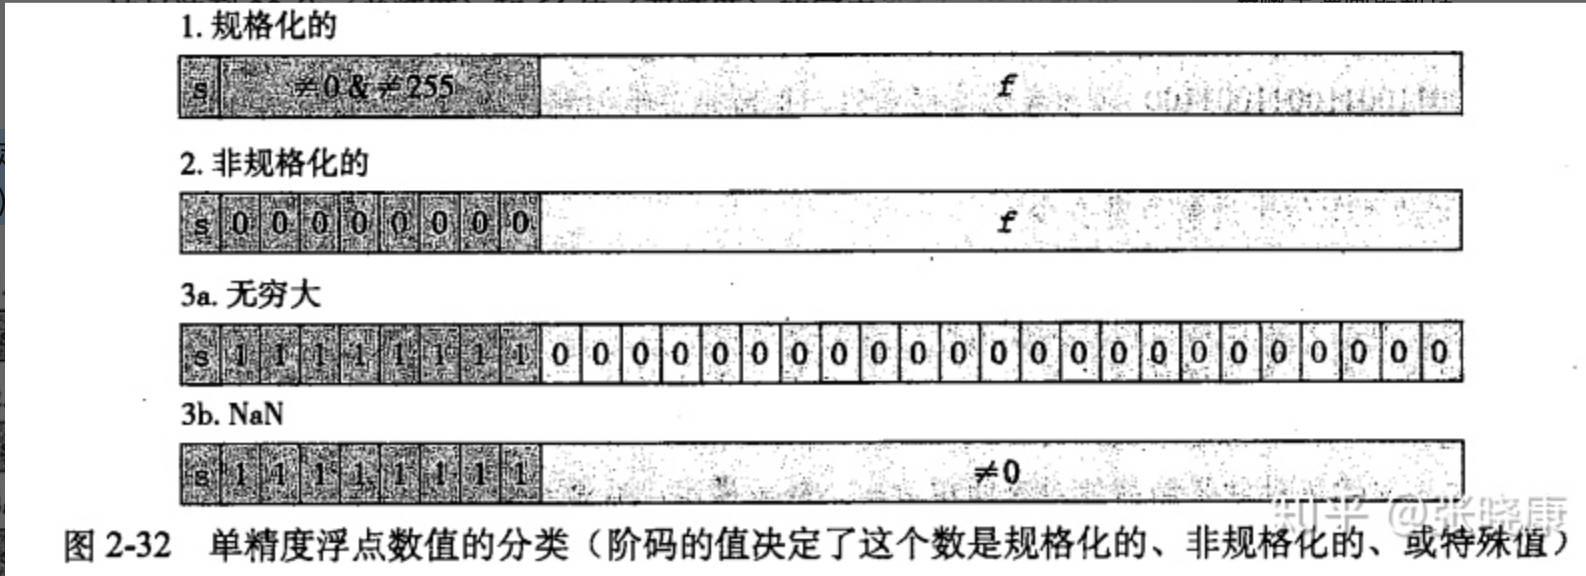 1. 规格化的
s ≠0 & ≠255 f
2. 非规格化的
s 0 0 0 0 0 0 0 0 f
3a. 无穷大
s 1 1 1 1 1 1 1 1 0 0 0 0 0 0 0 0 0 0 0 0 0 0 0 0 0 0 0 0 0 0 0
3b. NaN
s 1 1 1 1 1 1 1 1 ≠0
知乎 @张晓康
图 2-32 单精度浮点数值的分类（阶码的值决定了这个数是规格化的、非规格化的、或特殊值）